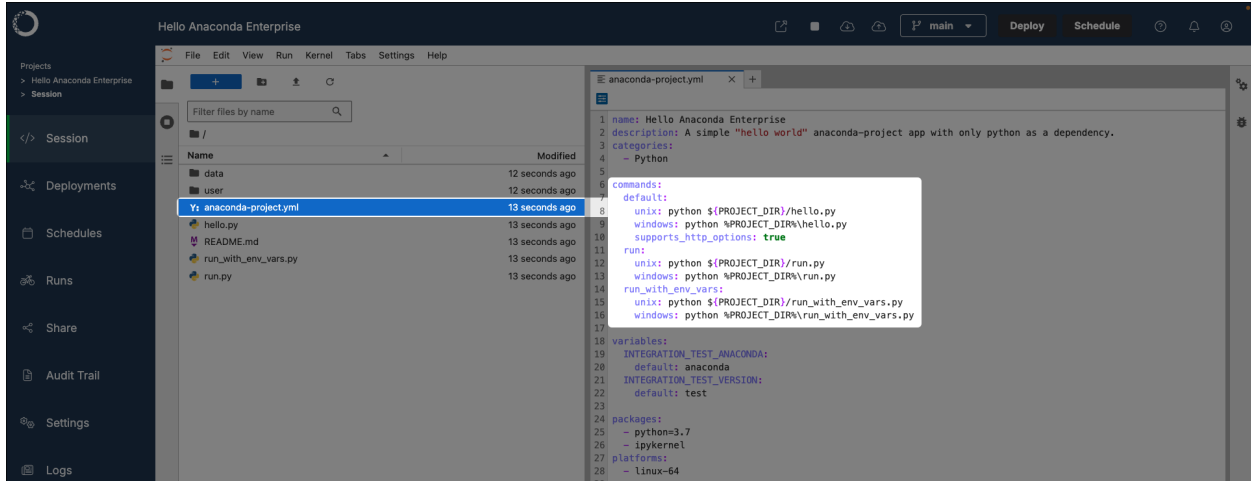 Hello Anaconda Enterprise
main
Deploy
Schedule
Projects
> Hello Anaconda Enterprise
> Session
Session
Deployments
Schedules
Runs
Share
Audit Trail
Settings
Logs
File Edit View Run Kernel Tabs Settings Help
Filter files by name
/
Name Modified
data 12 seconds ago
user 12 seconds ago
Y: anaconda-project.yml 13 seconds ago
hello.py 13 seconds ago
README.md 13 seconds ago
run_with_env_vars.py 13 seconds ago
run.py 13 seconds ago
anaconda-project.yml
1 name: Hello Anaconda Enterprise
2 description: A simple "hello world" anaconda-project app with only python as a dependency.
3 categories:
4 - Python
5
6 commands:
7 default:
8 unix: python ${PROJECT_DIR}/hello.py
9 windows: python %PROJECT_DIR%\hello.py
10 supports_http_options: true
11 run:
12 unix: python ${PROJECT_DIR}/run.py
13 windows: python %PROJECT_DIR%\run.py
14 run_with_env_vars:
15 unix: python ${PROJECT_DIR}/run_with_env_vars.py
16 windows: python %PROJECT_DIR%\run_with_env_vars.py
17
18 variables:
19 INTEGRATION_TEST_ANACONDA:
20 default: anaconda
21 INTEGRATION_TEST_VERSION:
22 default: test
23
24 packages:
25 - python=3.7
26 - ipykernel
27 platforms:
28 - linux-64